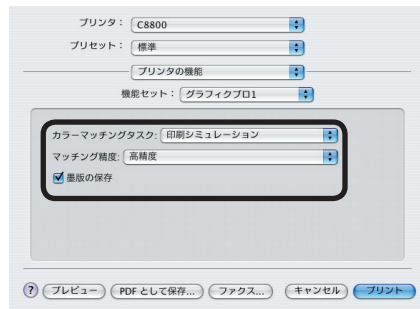 プリンタ： C8800
プリセット： 標準
プリンタの機能
機能セット： グラフィクプロ1
カラーマッチングタスク： 印刷シミュレーション
マッチング精度： 高精度
墨版の保存
? プレビュー PDF として保存... ファクス... キャンセル プリント